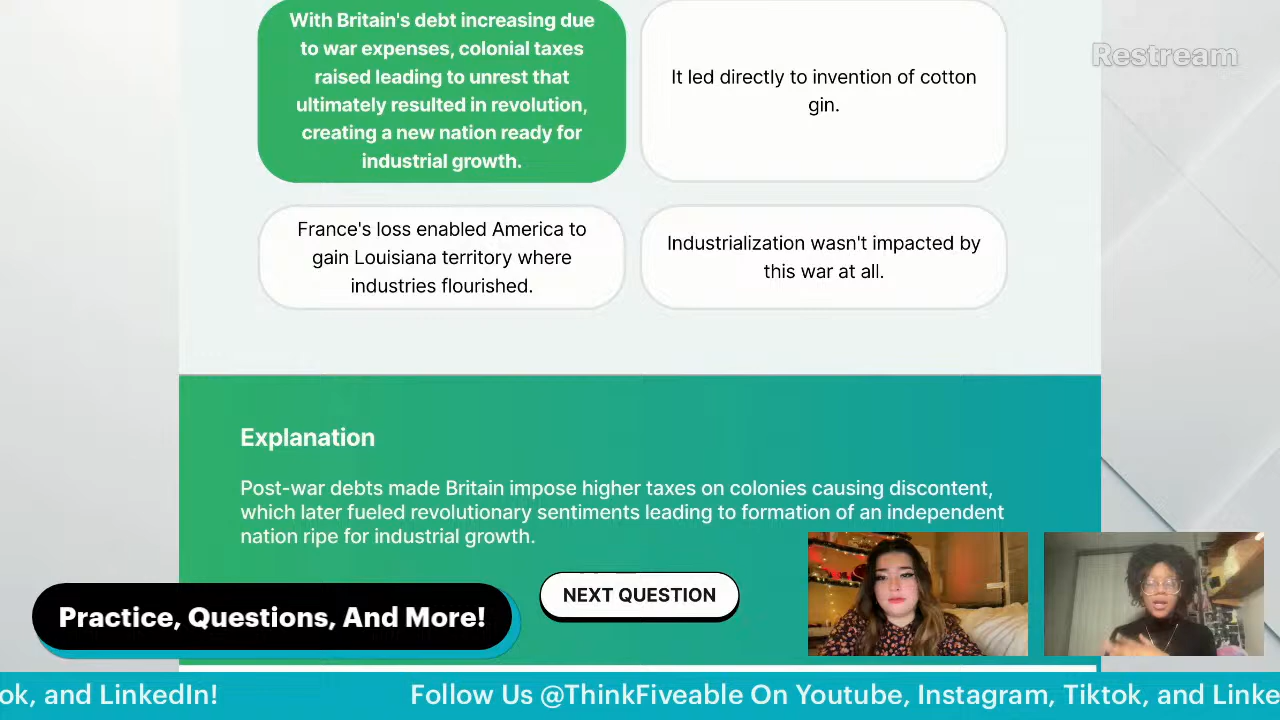 With Britain's debt increasing due
to war expenses, colonial taxes
raised leading to unrest that
ultimately resulted in revolution,
creating a new nation ready for
industrial growth.
It led directly to invention of cotton
gin.
France's loss enabled America to
gain Louisiana territory where
industries flourished.
Industrialization wasn't impacted by
this war at all.
Restream
Explanation
Post-war debts made Britain impose higher taxes on colonies causing discontent,
which later fueled revolutionary sentiments leading to formation of an independent
nation ripe for industrial growth.
NEXT QUESTION
Practice, Questions, And More!
ok, and LinkedIn! Follow Us @ThinkFiveable On Youtube, Instagram, Tiktok, and Linke